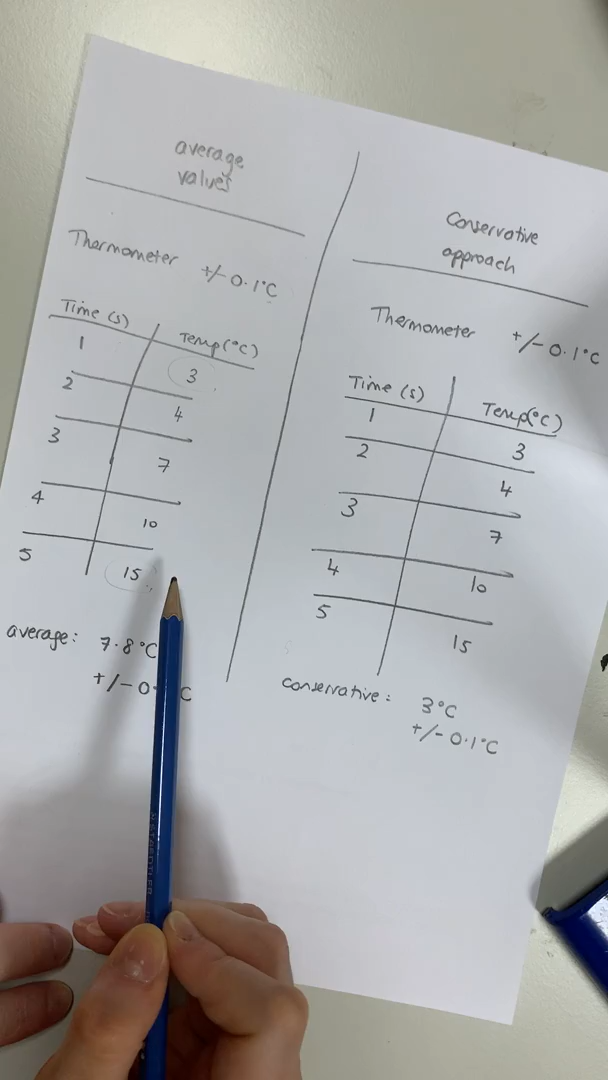 average
values
Thermometer +/-0.1°C
Time (s) Temp(°C)
1 3
2 4
3 7
4 10
5 15
average: 7.8°C
+/-0. C
Conservative
approach
Thermometer +/-0.1°C
Time (s) Temp(°C)
1 3
2 4
3 7
4 10
5 15
conservative: 3°C
+/-0.1°C
STAEDTLER